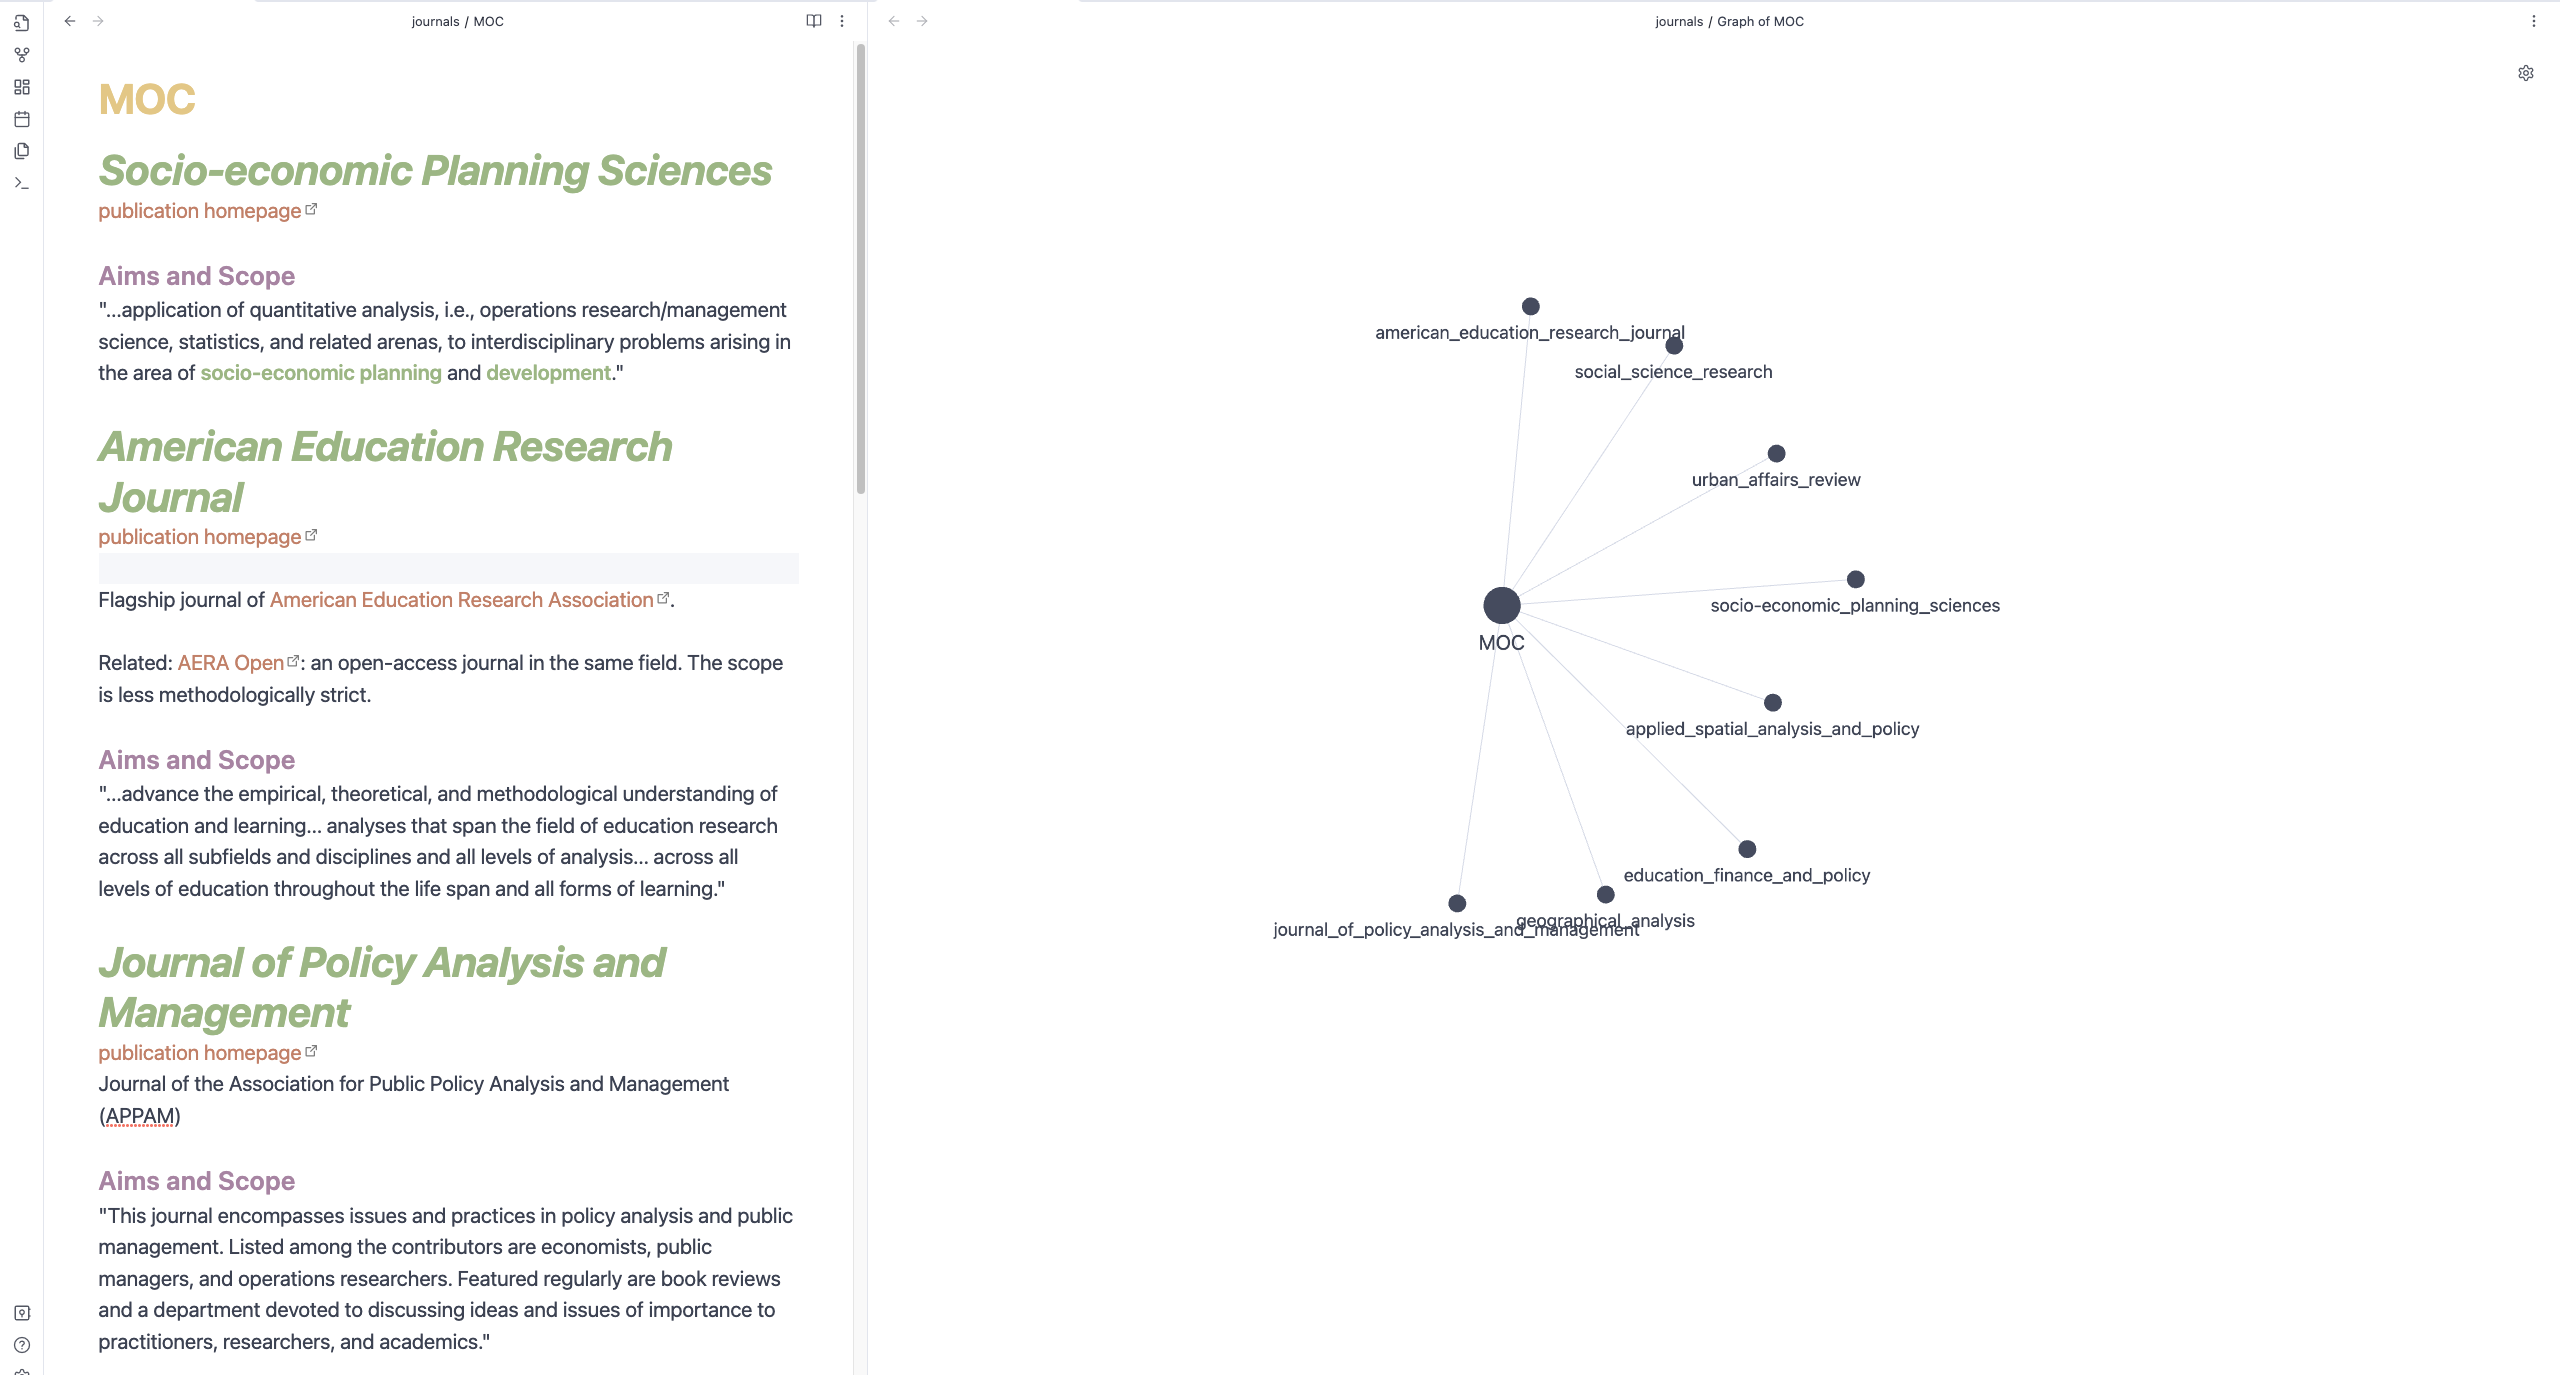 journals / MOC
MOC
Socio-economic Planning Sciences
publication homepage
Aims and Scope
"...application of quantitative analysis, i.e., operations research/management
science, statistics, and related arenas, to interdisciplinary problems arising in
the area of socio-economic planning and development."
American Education Research
Journal
publication homepage
Flagship journal of American Education Research Association.
Related: AERA Open: an open-access journal in the same field. The scope
is less methodologically strict.
Aims and Scope
"...advance the empirical, theoretical, and methodological understanding of
education and learning... analyses that span the field of education research
across all subfields and disciplines and all levels of analysis... across all
levels of education throughout the life span and all forms of learning."
Journal of Policy Analysis and
Management
publication homepage
Journal of the Association for Public Policy Analysis and Management
(APPAM)
Aims and Scope
"This journal encompasses issues and practices in policy analysis and public
management. Listed among the contributors are economists, public
managers, and operations researchers. Featured regularly are book reviews
and a department devoted to discussing ideas and issues of importance to
practitioners, researchers, and academics."
journals / Graph of MOC
american_education_research_journal
social_science_research
urban_affairs_review
socio-economic_planning_sciences
MOC
applied_spatial_analysis_and_policy
education_finance_and_policy
geographical_analysis
journal_of_policy_analysis_and_management